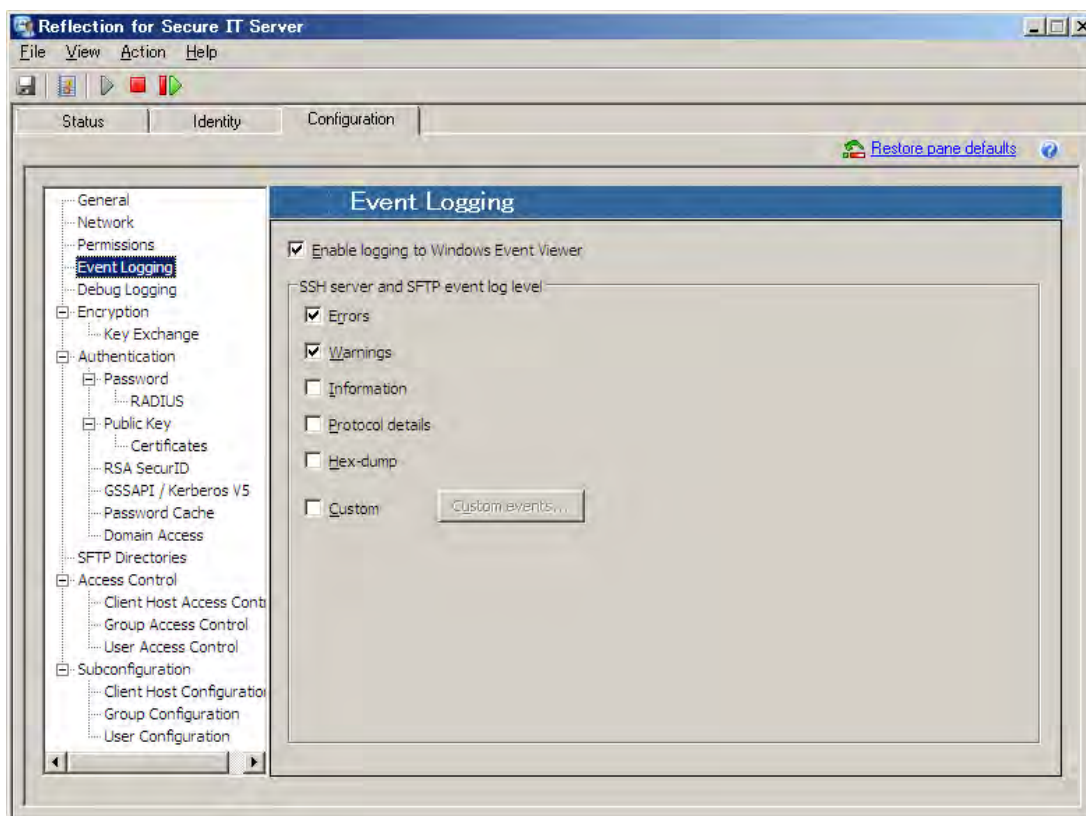 Reflection for Secure IT Server
File View Action Help
Status Identity Configuration
Restore pane defaults
General
Network
Permissions
Event Logging
Debug Logging
Encryption
Key Exchange
Authentication
Password
RADIUS
Public Key
Certificates
RSA SecurID
GSSAPI / Kerberos V5
Password Cache
Domain Access
SFTP Directories
Access Control
Client Host Access Conti
Group Access Control
User Access Control
Subconfiguration
Client Host Configuration
Group Configuration
User Configuration
Event Logging
Enable logging to Windows Event Viewer
SSH server and SFTP event log level
Errors
Warnings
Information
Protocol details
Hex-dump
Custom Custom events...